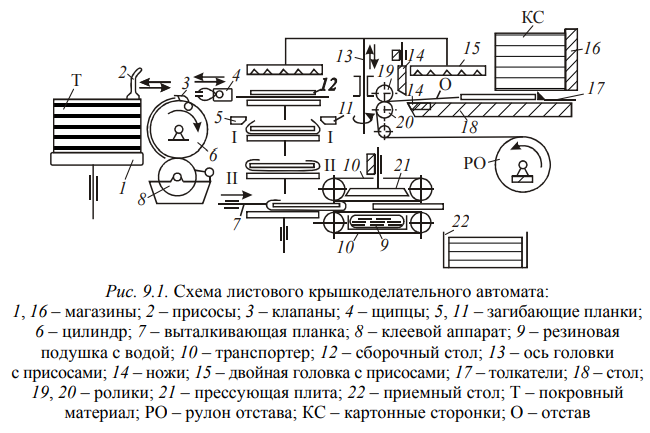 КС
13
14
15
16
19
О
2
3
4
Т
12
17
14
5
11
I
I
20
18
6
РО
1
8
II
II
10
21
7
9
10
22
Рис. 9.1. Схема листового крышкоделательного автомата:
1, 16 – магазины; 2 – присосы; 3 – клапаны; 4 – щипцы; 5, 11 – загибающие планки;
6 – цилиндр; 7 – выталкивающая планка; 8 – клеевой аппарат; 9 – резиновая
подушка с водой; 10 – транспортер; 12 – сборочный стол; 13 – ось головки
с присосами; 14 – ножи; 15 – двойная головка с присосами; 17 – толкатели; 18 – стол;
19, 20 – ролики; 21 – прессующая плита; 22 – приемный стол; Т – покровный
материал; РО – рулон отстава; КС – картонные сторонки; О – отстав